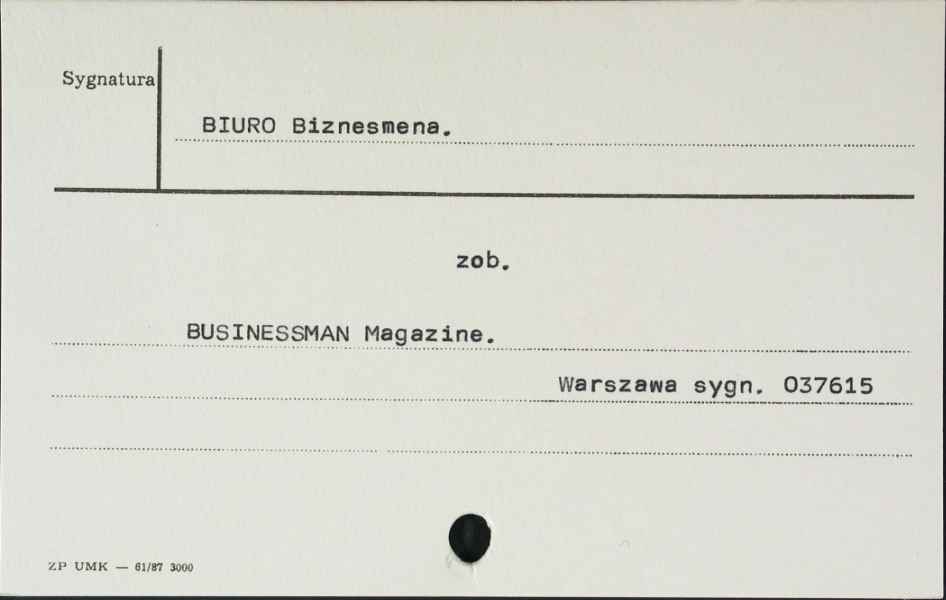 Sygnatura
BIURO Biznesmena.
zob.
BUSINESSMAN Magazine.
Warszawa sygn. 037615
ZP UMK — 61/87 3000